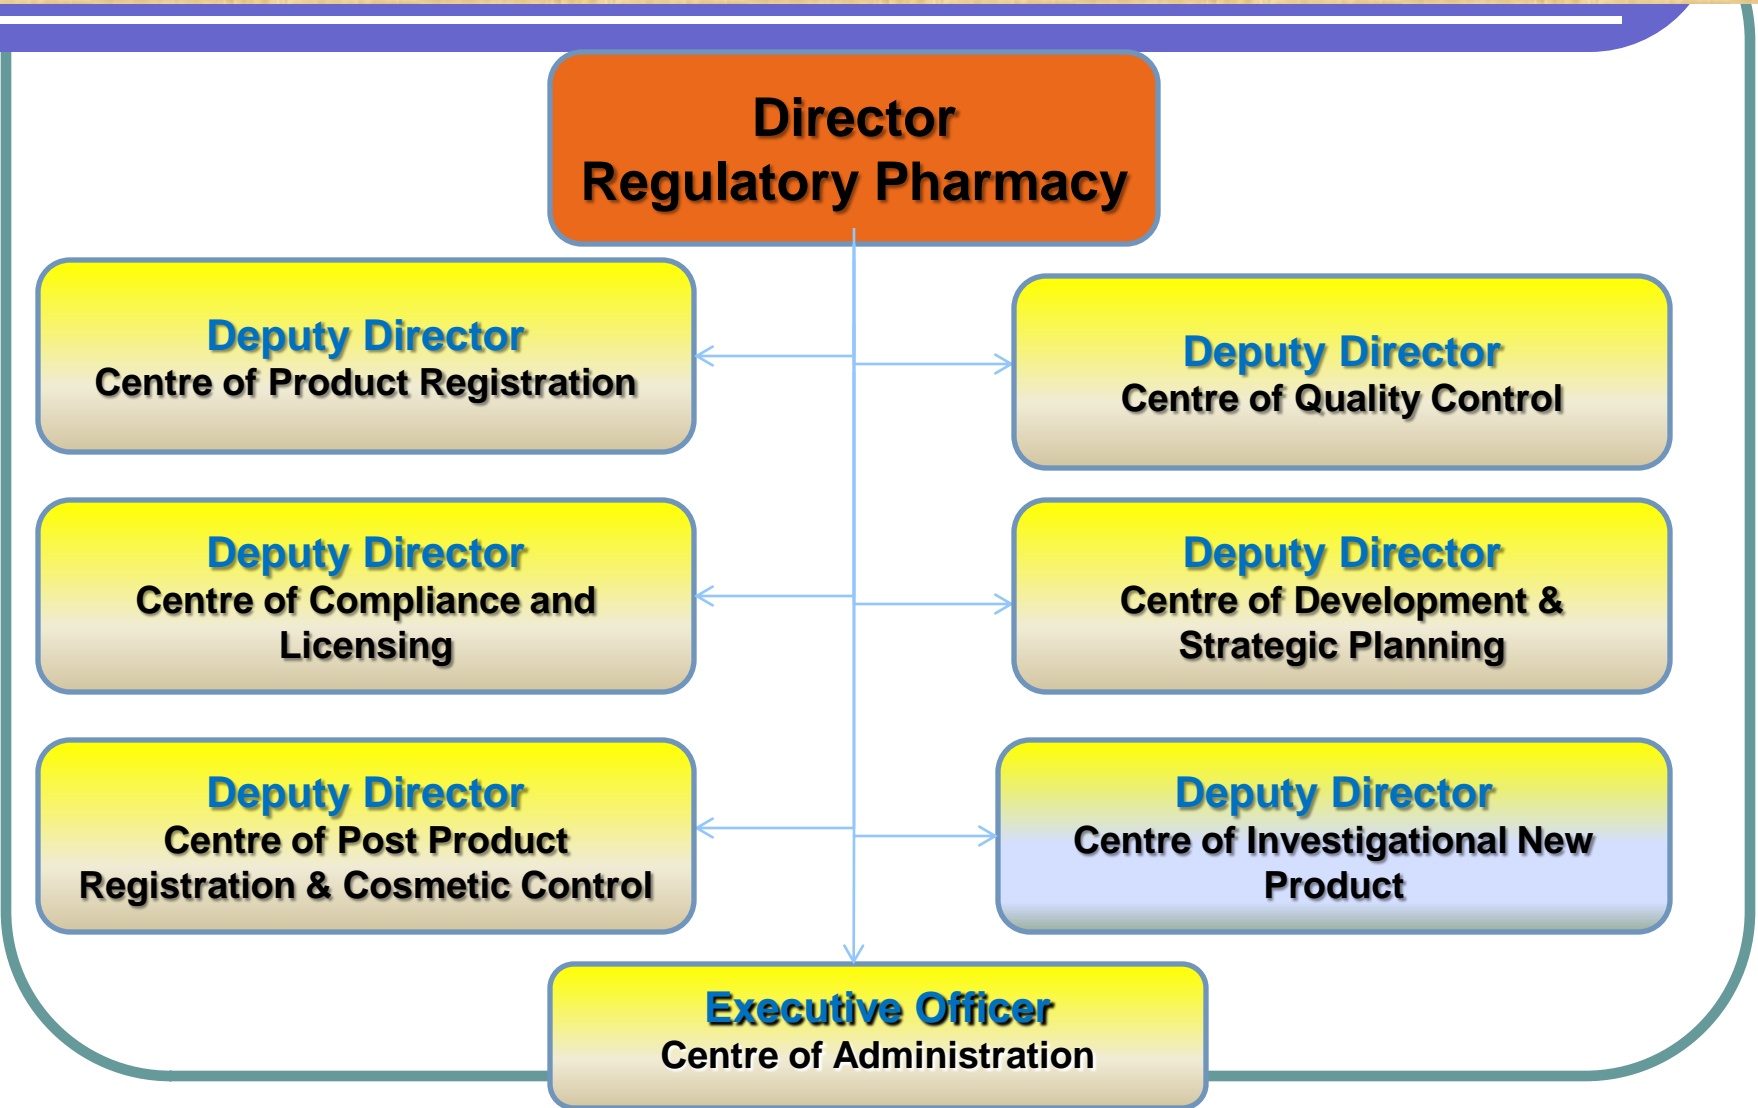 Director
Regulatory Pharmacy
Deputy Director
Centre of Product Registration
Deputy Director
Centre of Quality Control
Deputy Director
Centre of Compliance and
Licensing
Deputy Director
Centre of Development &
Strategic Planning
Deputy Director
Centre of Post Product
Registration & Cosmetic Control
Deputy Director
Centre of Investigational New
Product
Executive Officer
Centre of Administration